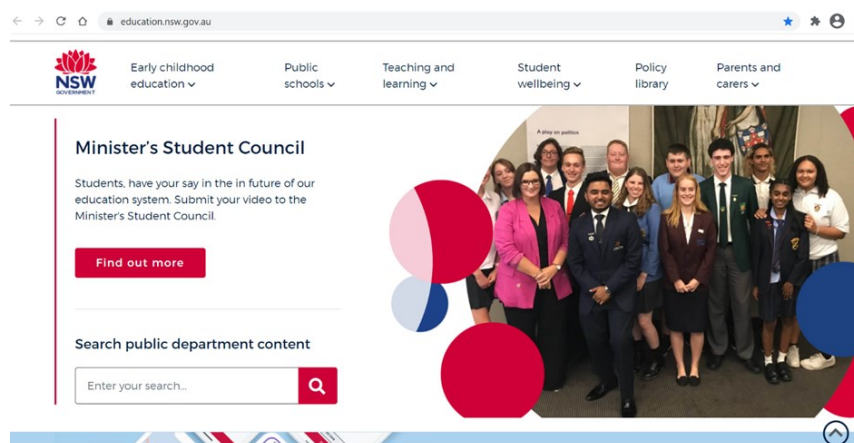 education.nsw.gov.au
NSW
GOVERNMENT
Early childhood
education
Public
schools
Teaching and
learning
Student
wellbeing
Policy
library
Parents and
carers
Minister's Student Council
Students, have your say in the in future of our
education system. Submit your video to the
Minister's Student Council.
Find out more
Search public department content
Enter your search...
A play on politics